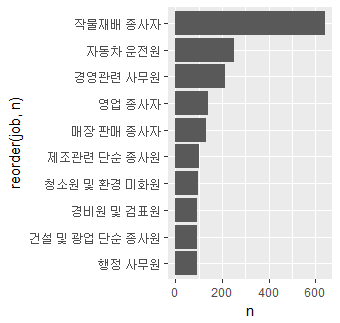 작물재배 종사자
자동차 운전원
경영관련 사무원
영업 종사자
매장 판매 종사자
제조관련 단순 종사원
청소원 및 환경 미화원
경비원 및 검표원
건설 및 광업 단순 종사원
행정 사무원
reorder(job, n)
0 200 400 600
n